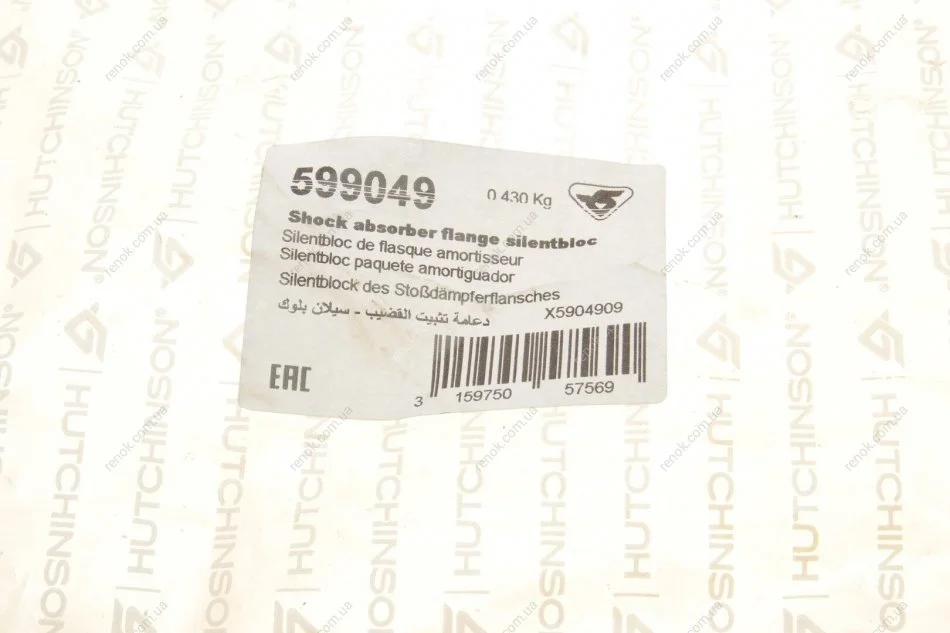 599049
0.430 Kg
Shock absorber flange silentbloc
Silentbloc de flasque amortisseur
Silentbloc paquete amortiguador
Silentblock des Stoßdämpferflansches
X5904909
دعامة تثبيت القضيب - سيلان بلوك
EAC
3 159750 57569
HUTCHINSON
renok.com.ua